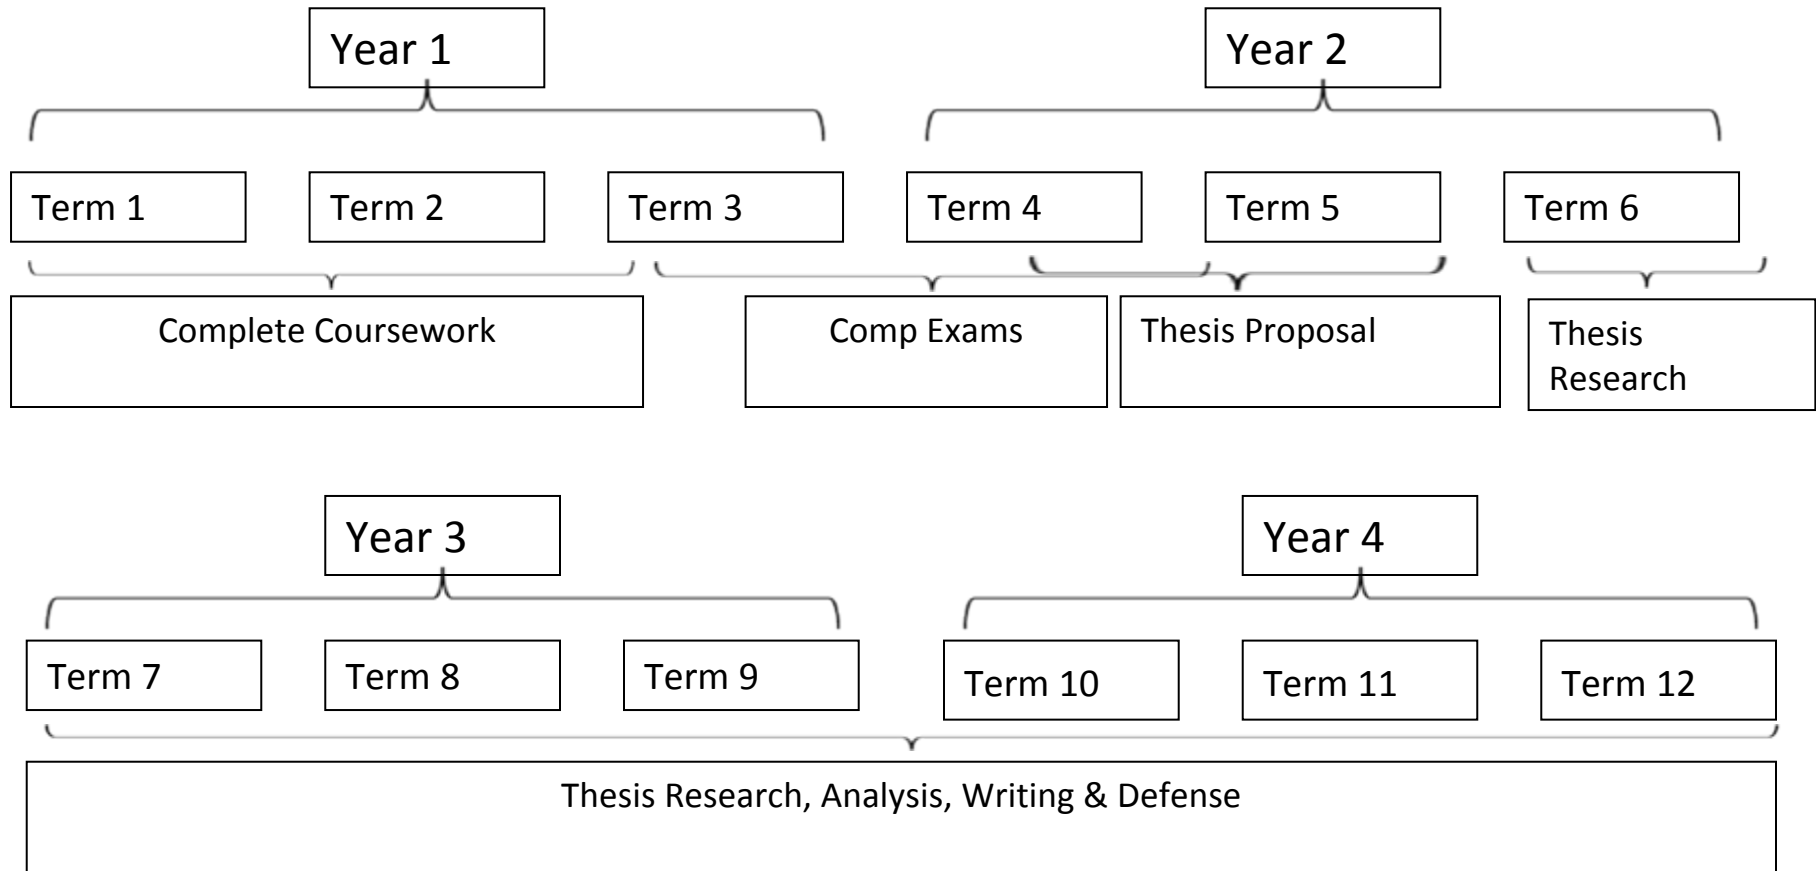 Year 1
Year 2
Term 1
Term 2
Term 3
Term 4
Term 5
Term 6
Complete Coursework
Comp Exams
Thesis Proposal
Thesis
Research
Year 3
Year 4
Term 7
Term 8
Term 9
Term 10
Term 11
Term 12
Thesis Research, Analysis, Writing & Defense